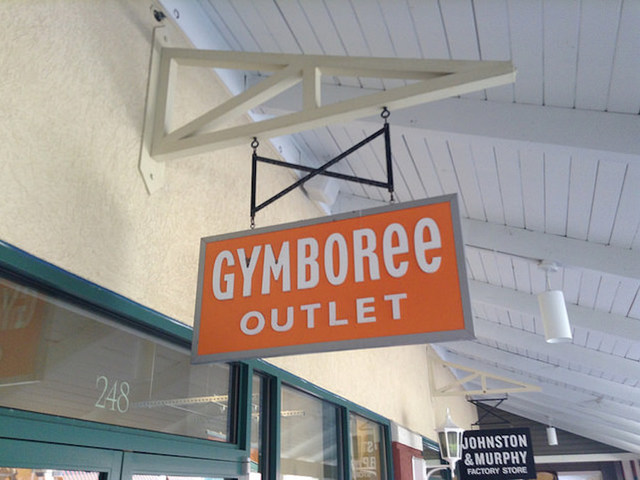 GYMBOREE
OUTLET
248
JOHNSTON
& MURPHY
FACTORY STORE